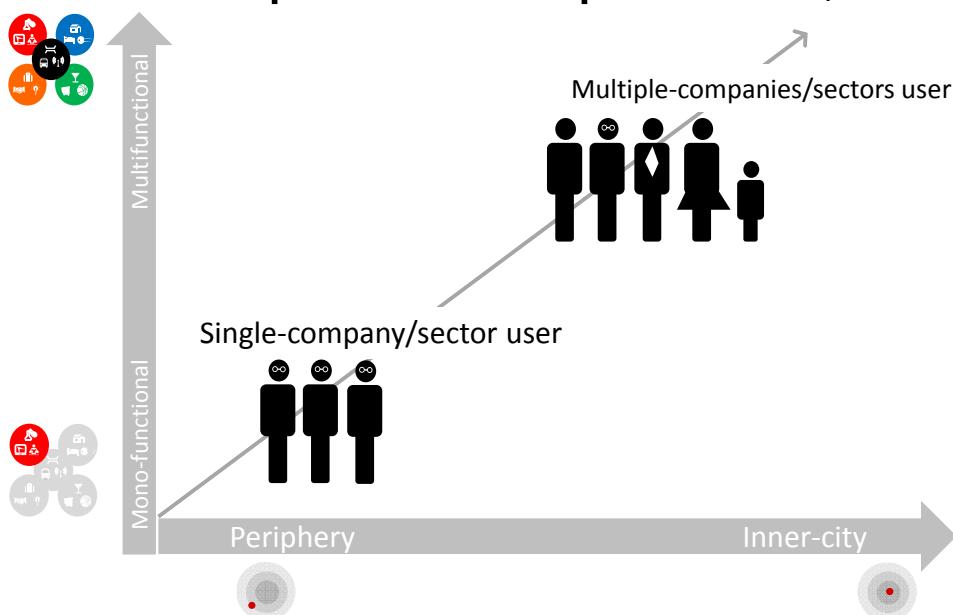 Multiple-companies/sectors user
Multifunctional
Single-company/sector user
Mono-functional
Periphery
Inner-city